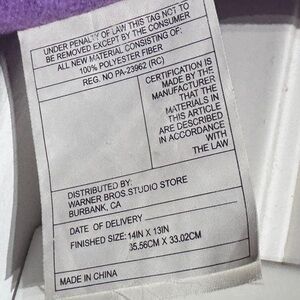 UNDER PENALTY OF LAW THIS TAG NOT TO
BE REMOVED EXCEPT BY THE CONSUMER
ALL NEW MATERIAL CONSISTING OF:
100% POLYESTER FIBER
REG. NO PA-23962 (RC)
CERTIFICATION IS
MADE BY THE
MANUFACTURER
THAT THE
MATERIALS IN
THIS ARTICLE
ARE DESCRIBED
IN ACCORDANCE
WITH
THE LAW
DISTRIBUTED BY:
WARNER BROS.STUDIO STORE
BURBANK, CA
DATE OF DELIVERY
FINISHED SIZE:14IN X 13IN
35.56CM X 33.02CM
MADE IN CHINA